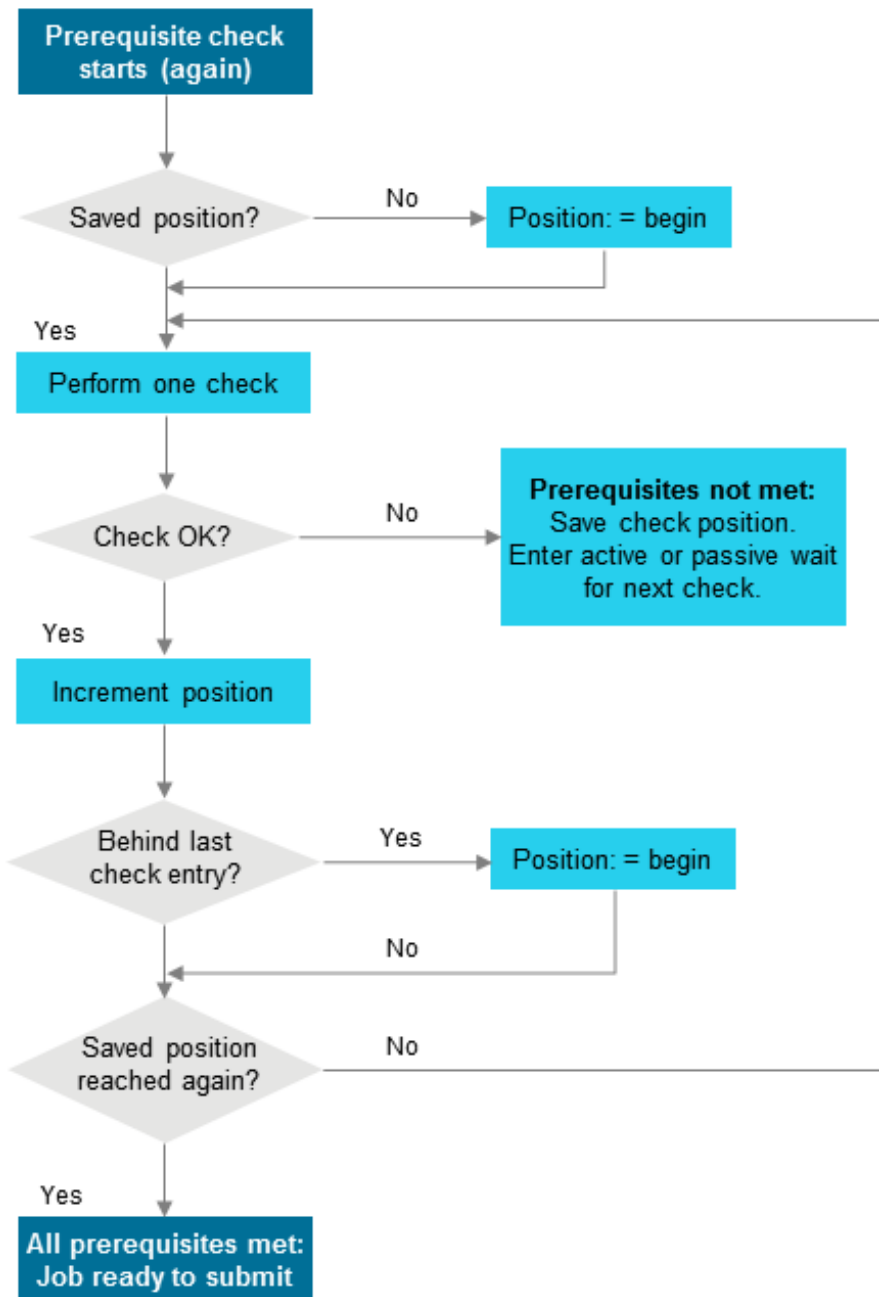 Prerequisite check
starts (again)
Saved position?
No
Position: = begin
Yes
Perform one check
Check OK?
No
Prerequisites not met:
Save check position.
Enter active or passive wait
for next check.
Yes
Increment position
Behind last
check entry?
Yes
Position: = begin
No
Saved position
reached again?
No
Yes
All prerequisites met:
Job ready to submit